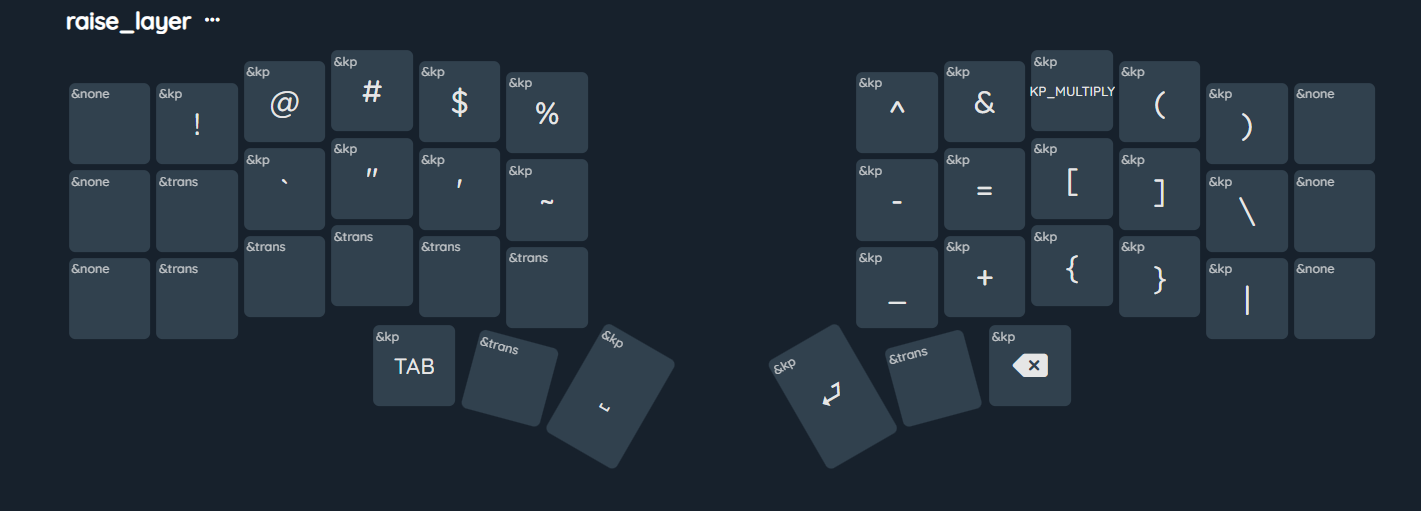 raise_layer ···
&none &kp ! &kp @ &kp # &kp $ &kp % &kp ^ &kp & &kp KP_MULTIPLY &kp ( &kp ) &none
&none &trans &kp ` &kp " &kp ' &kp ~ &kp - &kp = &kp [ &kp ] &kp \ &none
&none &trans &trans &trans &trans &trans &kp _ &kp + &kp { &kp } &kp | &none
&kp TAB &trans &kp ⎵ &kp ⏎ &trans &kp ⌫